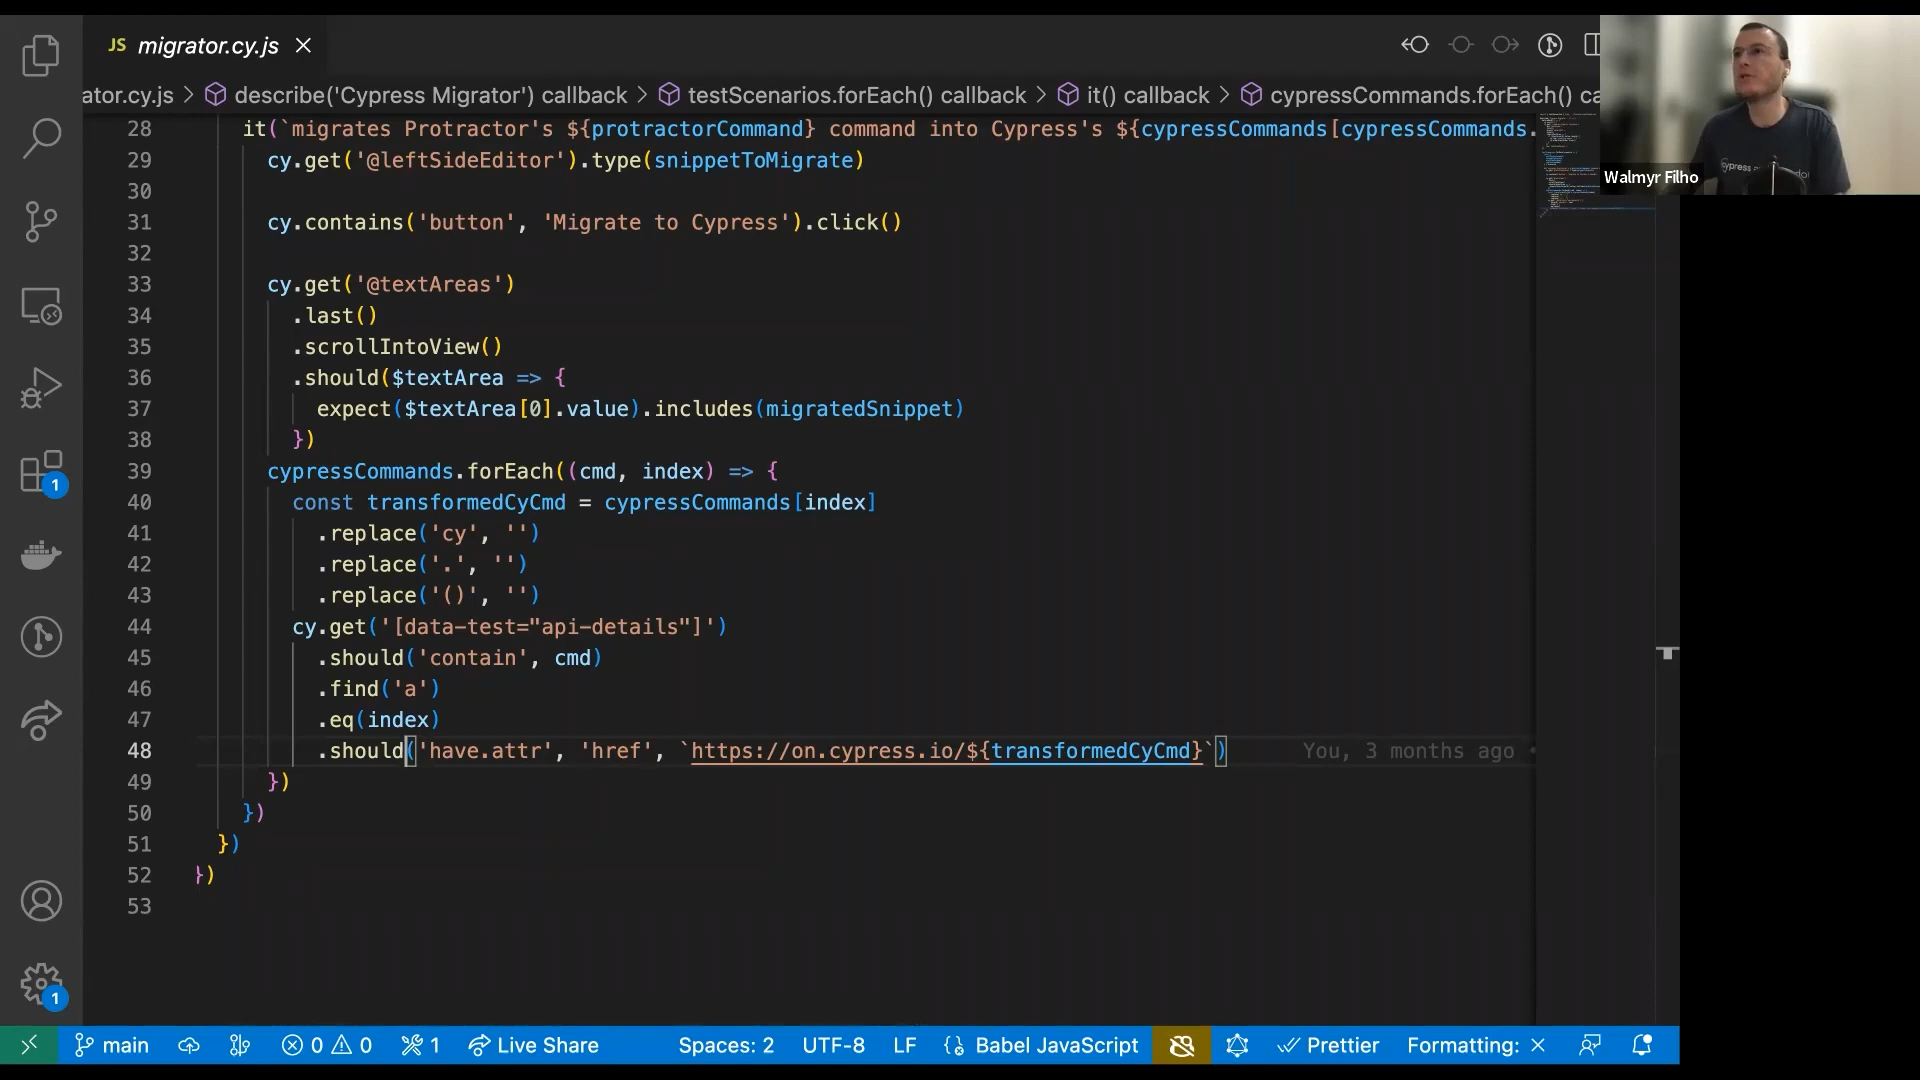 JS migrator.cy.js
ator.cy.js > describe('Cypress Migrator') callback > testScenarios.forEach() callback > it() callback > cypressCommands.forEach() ca
28 it(`migrates Protractor's ${protractorCommand} command into Cypress's ${cypressCommands[cypressCommands.
29 cy.get('@leftSideEditor').type(snippetToMigrate)
30
31 cy.contains('button', 'Migrate to Cypress').click()
32
33 cy.get('@textAreas')
34 .last()
35 .scrollIntoView()
36 .should($textArea => {
37 expect($textArea[0].value).includes(migratedSnippet)
38 })
39 cypressCommands.forEach((cmd, index) => {
40 const transformedCyCmd = cypressCommands[index]
41 .replace('cy', '')
42 .replace('.', '')
43 .replace('()', '')
44 cy.get('[data-test="api-details"]')
45 .should('contain', cmd)
46 .find('a')
47 .eq(index)
48 .should('have.attr', 'href', `https://on.cypress.io/${transformedCyCmd}`) You, 3 months ago •
49 })
50 })
51 })
52 })
53
Walmyr Filho
1
1
main 0 0 1 Live Share Spaces: 2 UTF-8 LF Babel JavaScript Prettier Formatting: ×